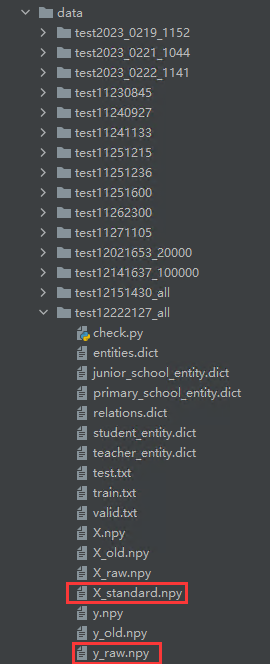 data
test2023_0219_1152
test2023_0221_1044
test2023_0222_1141
test11230845
test11240927
test11241133
test11251215
test11251236
test11251600
test11262300
test11271105
test12021653_20000
test12141637_100000
test12151430_all
test12222127_all
check.py
entities.dict
junior_school_entity.dict
primary_school_entity.dict
relations.dict
student_entity.dict
teacher_entity.dict
test.txt
train.txt
valid.txt
X.npy
X_old.npy
X_raw.npy
X_standard.npy
y.npy
y_old.npy
y_raw.npy